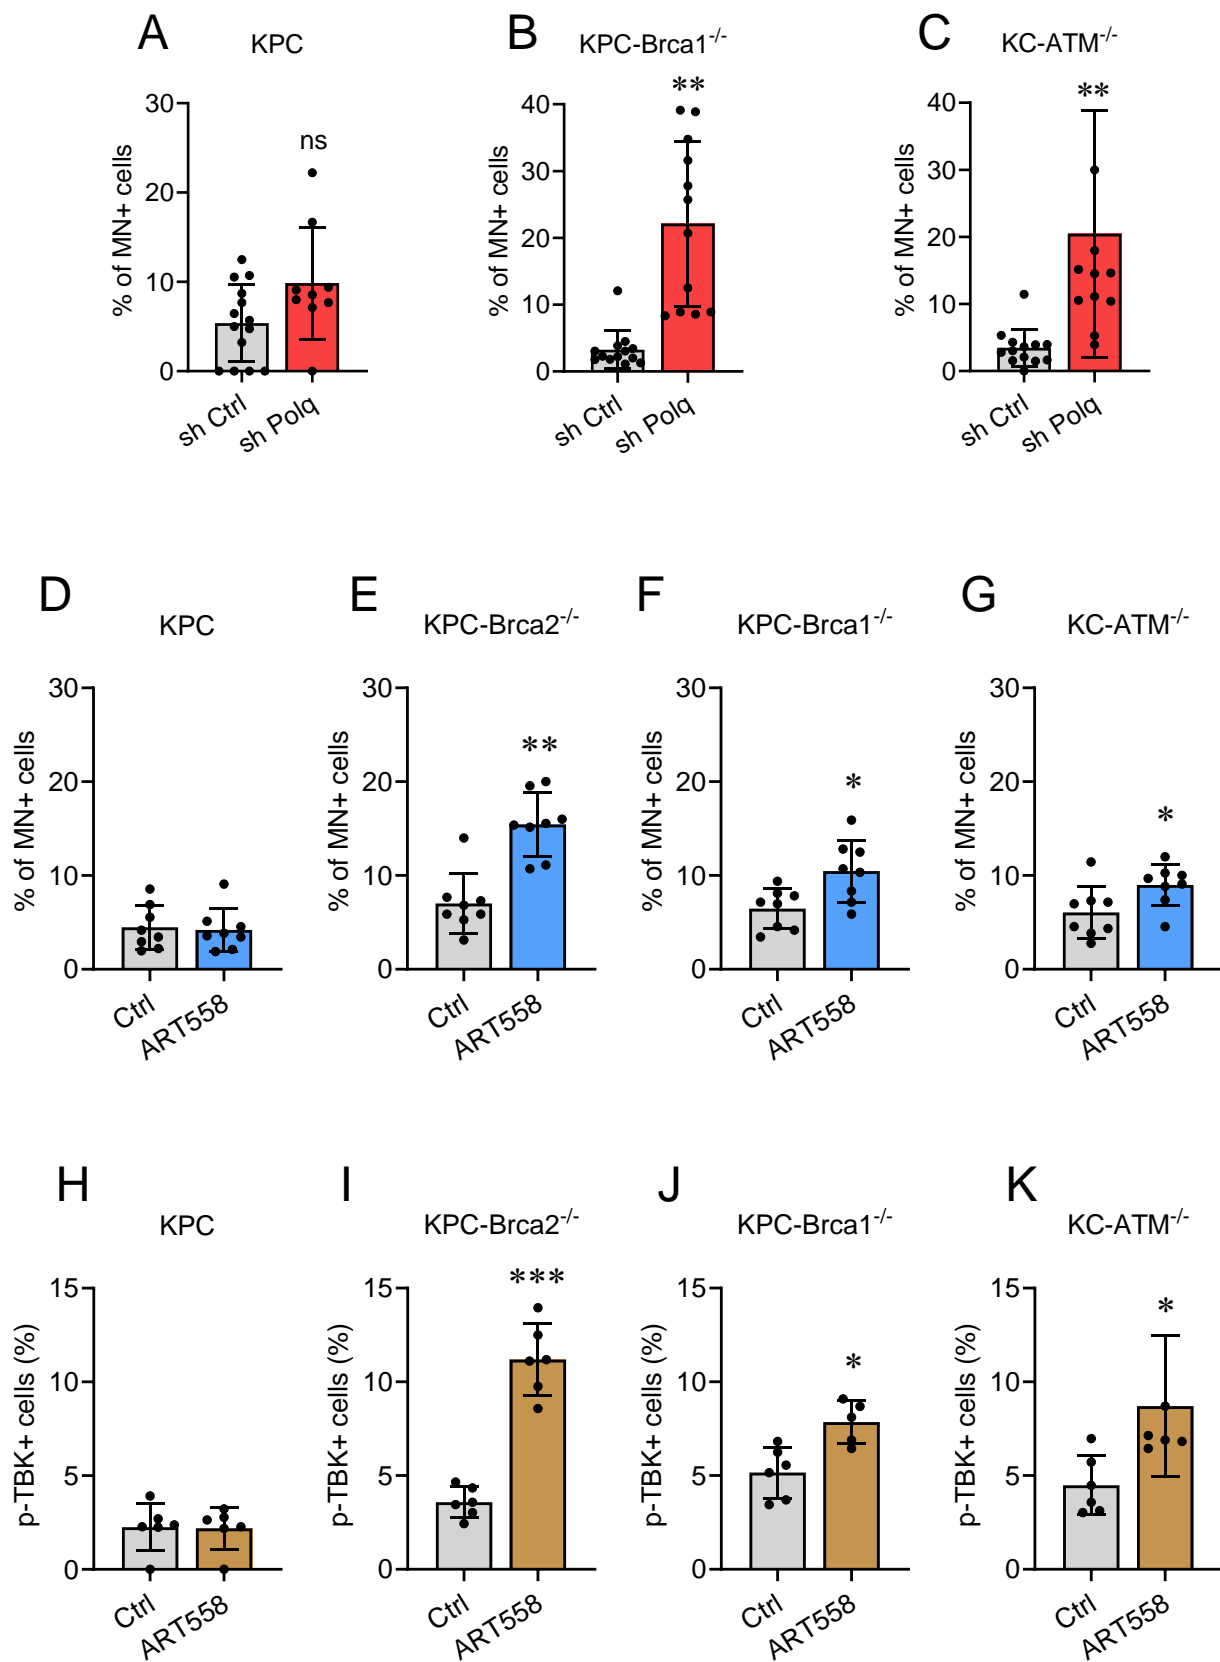 A
KPC
ns
% of MN+ cells
30
20
10
0
sh Ctrl
sh Polq
B
KPC-Brca1-/-
**
% of MN+ cells
40
30
20
10
0
sh Ctrl
sh Polq
C
KC-ATM-/-
**
% of MN+ cells
40
30
20
10
0
sh Ctrl
sh Polq
D
KPC
% of MN+ cells
30
20
10
0
Ctrl
ART558
E
KPC-Brca2-/-
**
% of MN+ cells
30
20
10
0
Ctrl
ART558
F
KPC-Brca1-/-
*
% of MN+ cells
30
20
10
0
Ctrl
ART558
G
KC-ATM-/-
*
% of MN+ cells
30
20
10
0
Ctrl
ART558
H
KPC
p-TBK+ cells (%)
15
10
5
0
Ctrl
ART558
I
KPC-Brca2-/-
***
p-TBK+ cells (%)
15
10
5
0
Ctrl
ART558
J
KPC-Brca1-/-
*
p-TBK+ cells (%)
15
10
5
0
Ctrl
ART558
K
KC-ATM-/-
*
p-TBK+ cells (%)
15
10
5
0
Ctrl
ART558